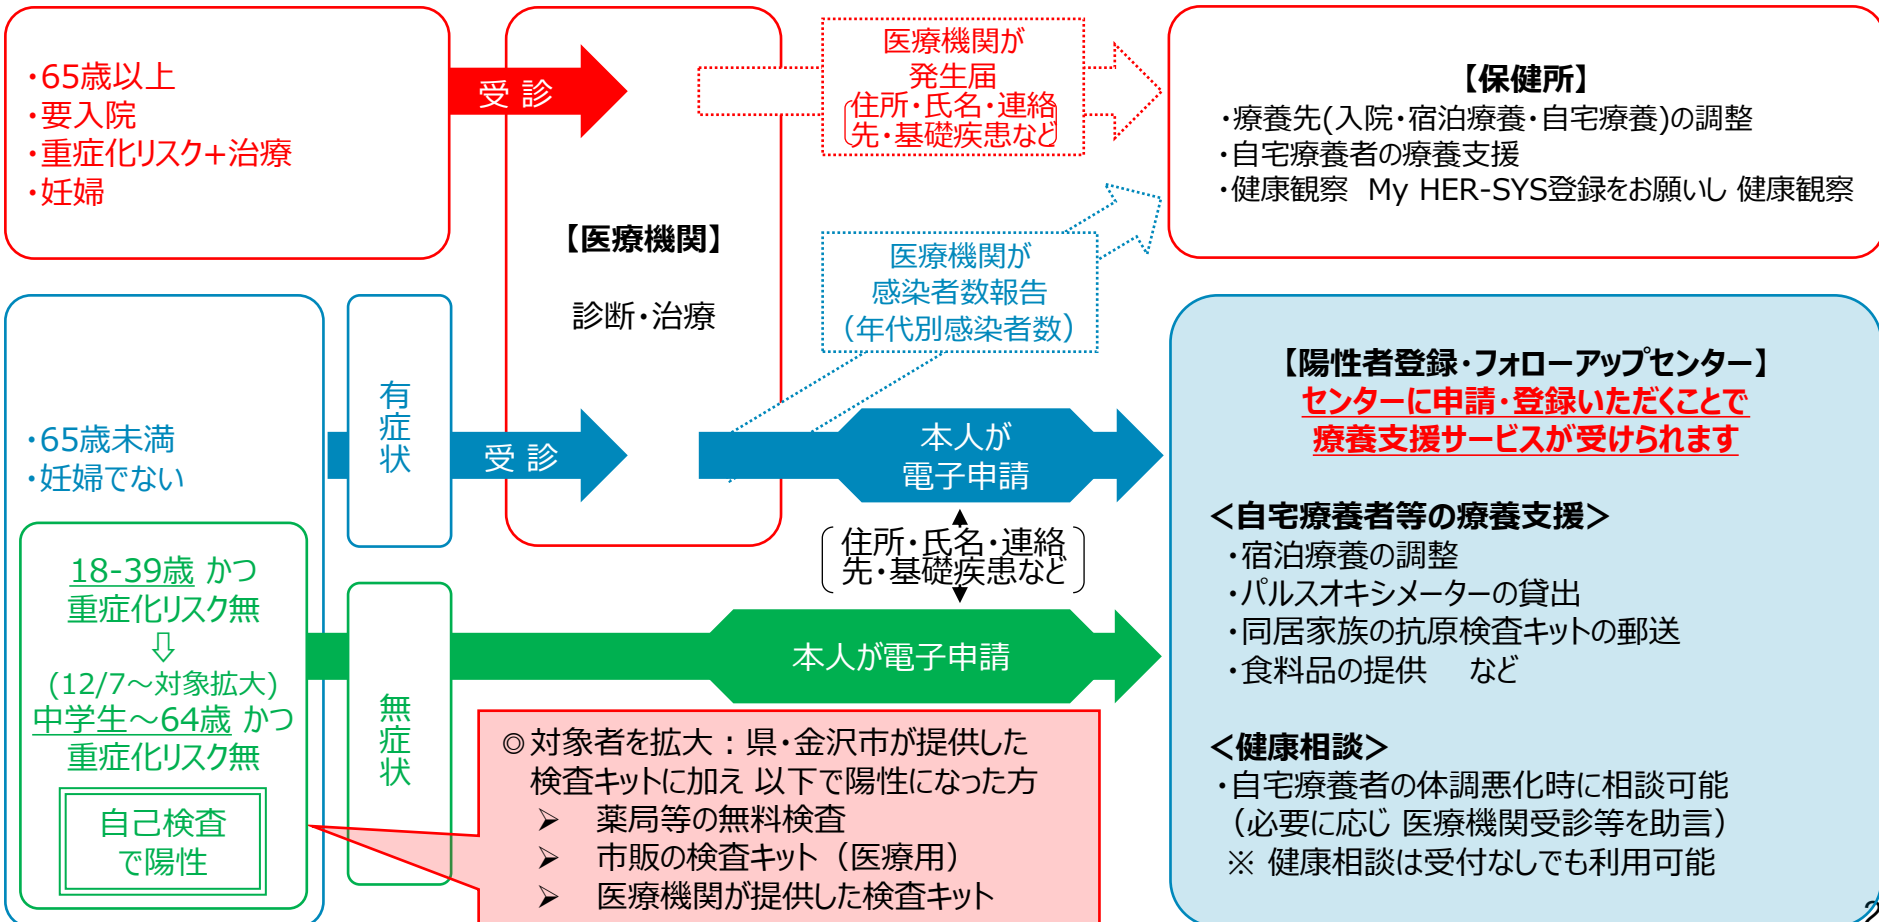 ・65歳以上
・要入院
・重症化リスク+治療
・妊婦
受 診
【医療機関】
診断・治療
医療機関が
発生届
住所・氏名・連絡
先・基礎疾患など
【保健所】
・療養先(入院・宿泊療養・自宅療養)の調整
・自宅療養者の療養支援
・健康観察 My HER-SYS登録をお願いし 健康観察
医療機関が
感染者数報告
（年代別感染者数）
・65歳未満
・妊婦でない
有症状
受 診
本人が
電子申請
住所・氏名・連絡
先・基礎疾患など
18-39歳 かつ
重症化リスク無
⇩
(12/7～対象拡大)
中学生～64歳 かつ
重症化リスク無
自己検査
で陽性
無症状
本人が電子申請
◎対象者を拡大：県・金沢市が提供した
検査キットに加え 以下で陽性になった方
➢ 薬局等の無料検査
➢ 市販の検査キット（医療用）
➢ 医療機関が提供した検査キット
【陽性者登録・フォローアップセンター】
センターに申請・登録いただくことで
療養支援サービスが受けられます
＜自宅療養者等の療養支援＞
・宿泊療養の調整
・パルスオキシメーターの貸出
・同居家族の抗原検査キットの郵送
・食料品の提供 など
＜健康相談＞
・自宅療養者の体調悪化時に相談可能
（必要に応じ 医療機関受診等を助言）
※ 健康相談は受付なしでも利用可能
2